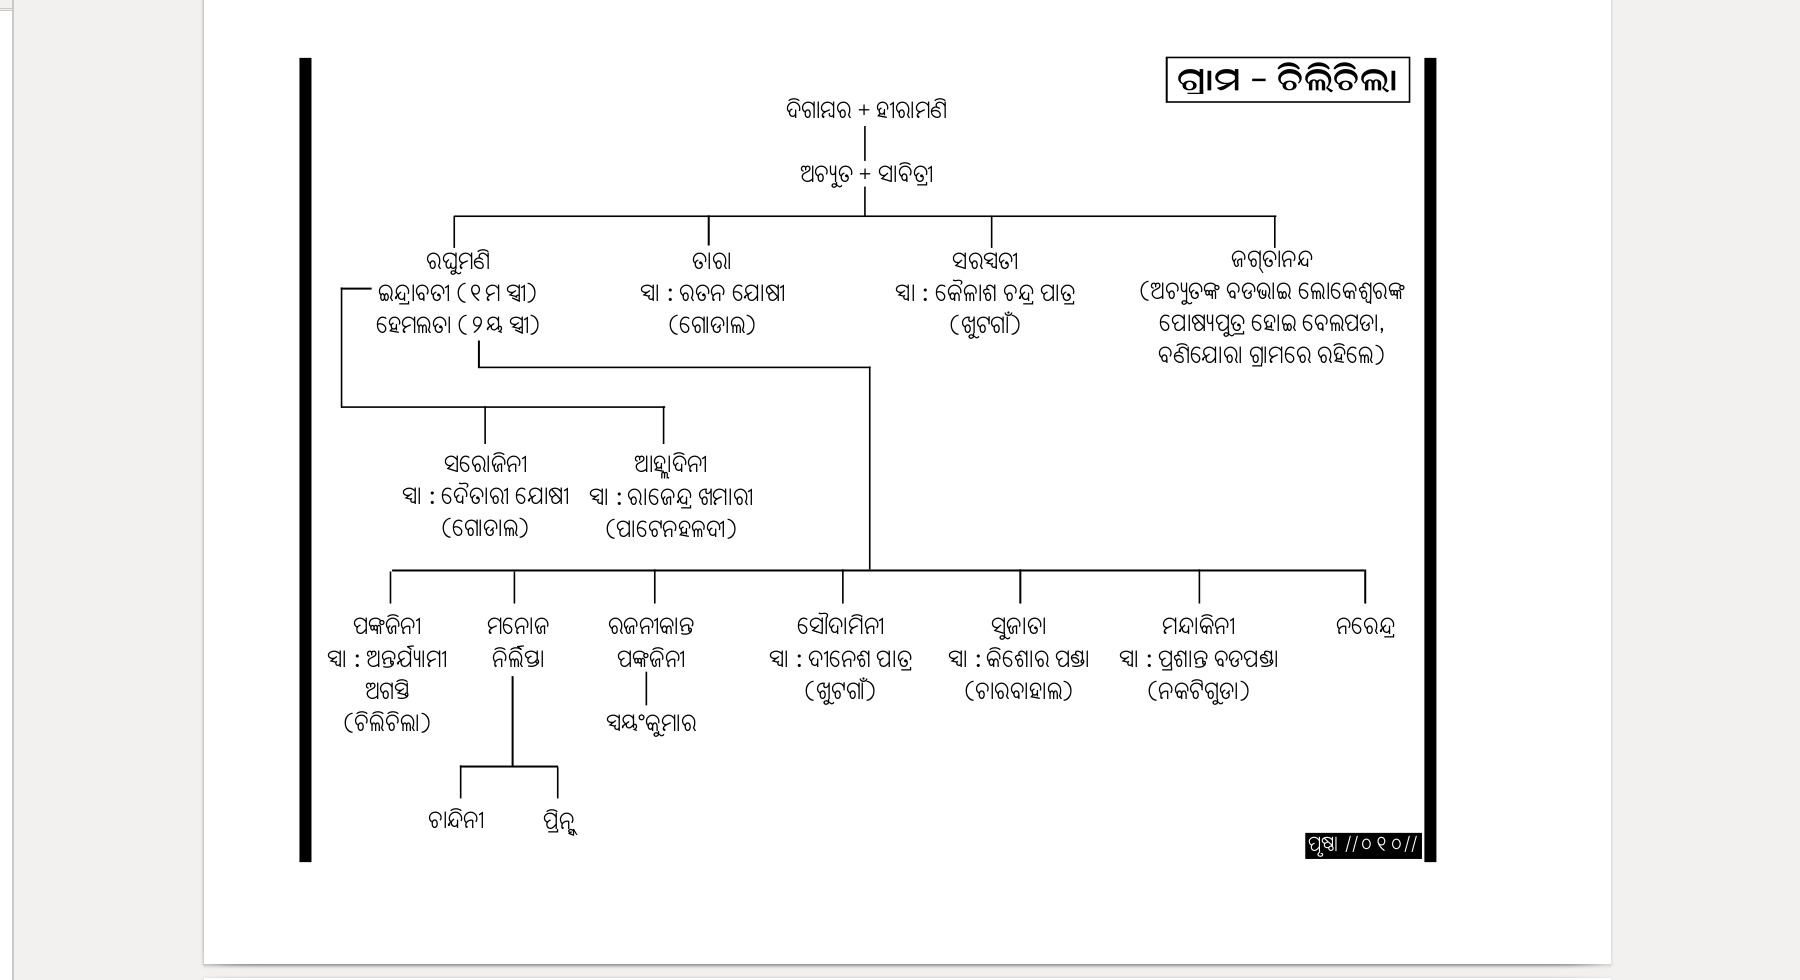 ଗ୍ରାମ – ଚିଲିଚିଲା
ଦିଗାମ୍ବର + ହୀରାମଣି
ଅଚ୍ୟୁତ + ସାବିତ୍ରୀ
ରଘୁମଣି
ଇନ୍ଦ୍ରାବତୀ (୧ମ ସ୍ତ୍ରୀ)
ହେମଲତା (୨ୟ ସ୍ତ୍ରୀ)
ତାରା
ସ୍ୱା : ରତନ ଯୋଷୀ
(ଗୋଡାଲ)
ସରସ୍ୱତୀ
ସ୍ୱା : କୈଳାଶ ଚନ୍ଦ୍ର ପାତ୍ର
(ଖୁଟଗାଁ)
ଜଗ୍‌ତାନନ୍ଦ
(ଅଚ୍ୟୁତଙ୍କ ବଡଭାଇ ଲୋକେଶ୍ୱରଙ୍କ
ପୋଷ୍ୟପୁତ୍ର ହୋଇ ବେଲପଡା,
ବଣିଯୋରା ଗ୍ରାମରେ ରହିଲେ)
ସରୋଜିନୀ
ସ୍ୱା : ଦୈତାରୀ ଯୋଷୀ
(ଗୋଡାଲ)
ଆହ୍ଲାଦିନୀ
ସ୍ୱା : ରାଜେନ୍ଦ୍ର ଖମାରୀ
(ପାଟେନହଳଦୀ)
ପଙ୍କଜିନୀ
ସ୍ୱା : ଅନ୍ତର୍ଯ୍ୟାମୀ
ଅଗସ୍ତି
(ଚିଲିଚିଲା)
ମନୋଜ
ନିର୍ଲିପ୍ତା
ରଜନୀକାନ୍ତ
ପଙ୍କଜିନୀ
ସ୍ୱୟଂକୁମାର
ସୌଦାମିନୀ
ସ୍ୱା : ଦୀନେଶ ପାତ୍ର
(ଖୁଟଗାଁ)
ସୁଜାତା
ସ୍ୱା : କିଶୋର ପଣ୍ଡା
(ଚାରବାହାଲ)
ମନ୍ଦାକିନୀ
ସ୍ୱା : ପ୍ରଶାନ୍ତ ବଡପଣ୍ଡା
(ନକଟିଗୁଡା)
ନରେନ୍ଦ୍ର
ଚାନ୍ଦିନୀ
ପୃଷ୍ଠା //୦୧୦//